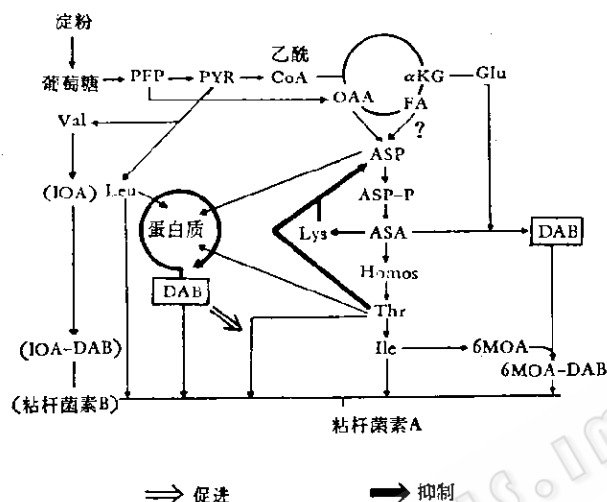 淀粉
葡萄糖 PEP PYR 乙酰 CoA αKG Glu
OAA FA
?
Val
ASP
ASP-P
(IOA) Leu
蛋白质
Lys ASA DAB
Homos
DAB
Thr
(IOA-DAB)
Ile 6MOA
6MOA-DAB
(粘杆菌素B)
粘杆菌素A
促进 抑制